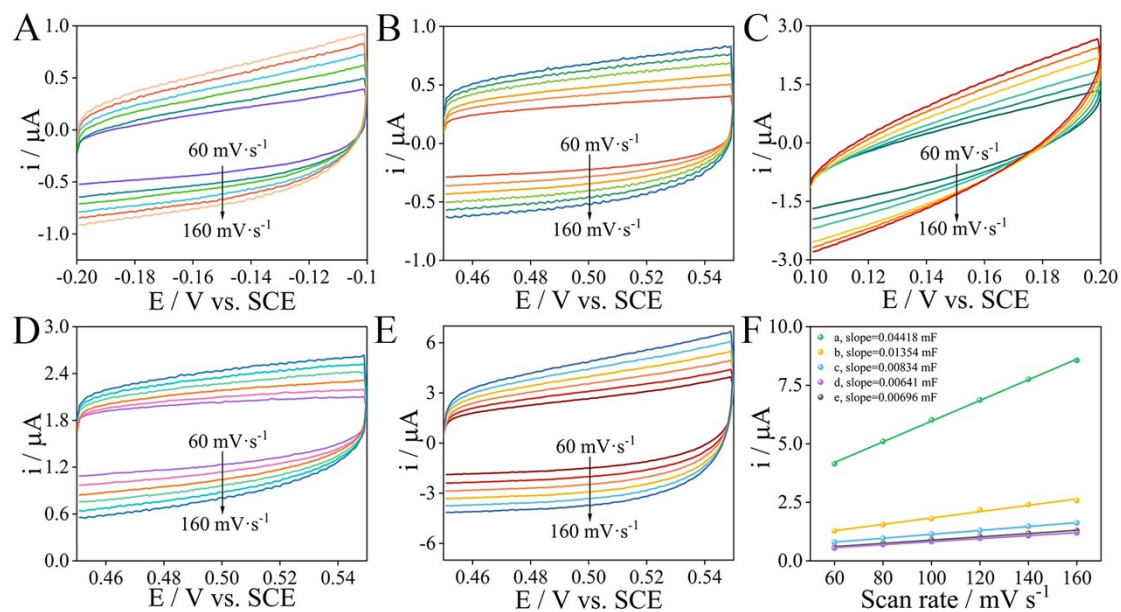 A
i / μA
1.0
0.5
0.0
-0.5
-1.0
60 mV·s⁻¹
160 mV·s⁻¹
-0.20
-0.18
-0.16
-0.14
-0.12
-0.1
E / V vs. SCE
B
i / μA
1.0
0.5
0.0
-0.5
-1.0
60 mV·s⁻¹
160 mV·s⁻¹
0.46
0.48
0.50
0.52
0.54
E / V vs. SCE
C
i / μA
3.0
1.5
-0.0
-1.5
-3.0
60 mV·s⁻¹
160 mV·s⁻¹
0.10
0.12
0.14
0.16
0.18
0.20
E / V vs. SCE
D
i / μA
3.0
2.4
1.8
1.2
0.6
0.0
60 mV·s⁻¹
160 mV·s⁻¹
0.46
0.48
0.50
0.52
0.54
E / V vs. SCE
E
i / μA
6
3
0
-3
-6
60 mV·s⁻¹
160 mV·s⁻¹
0.46
0.48
0.50
0.52
0.54
E / V vs. SCE
F
i / μA
10.0
7.5
5.0
2.5
0.0
a, slope=0.04418 mF
b, slope=0.01354 mF
c, slope=0.00834 mF
d, slope=0.00641 mF
e, slope=0.00696 mF
60
80
100
120
140
160
Scan rate / mV s⁻¹